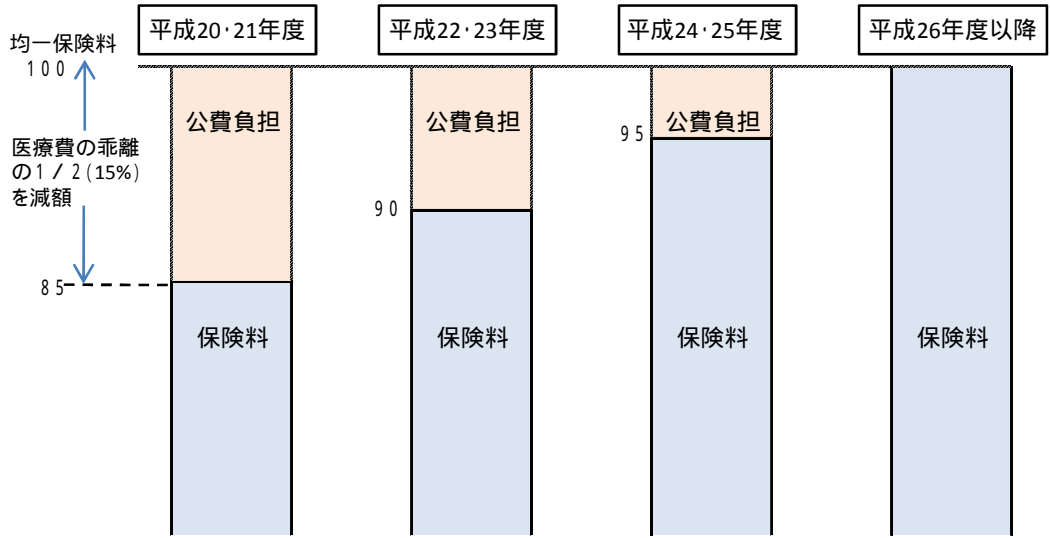 平成20･21年度
平成22･23年度
平成24･25年度
平成26年度以降
均一保険料
100
医療費の乖離
の1/2(15%)
を減額
85
公費負担
保険料
90
公費負担
保険料
95
公費負担
保険料
保険料